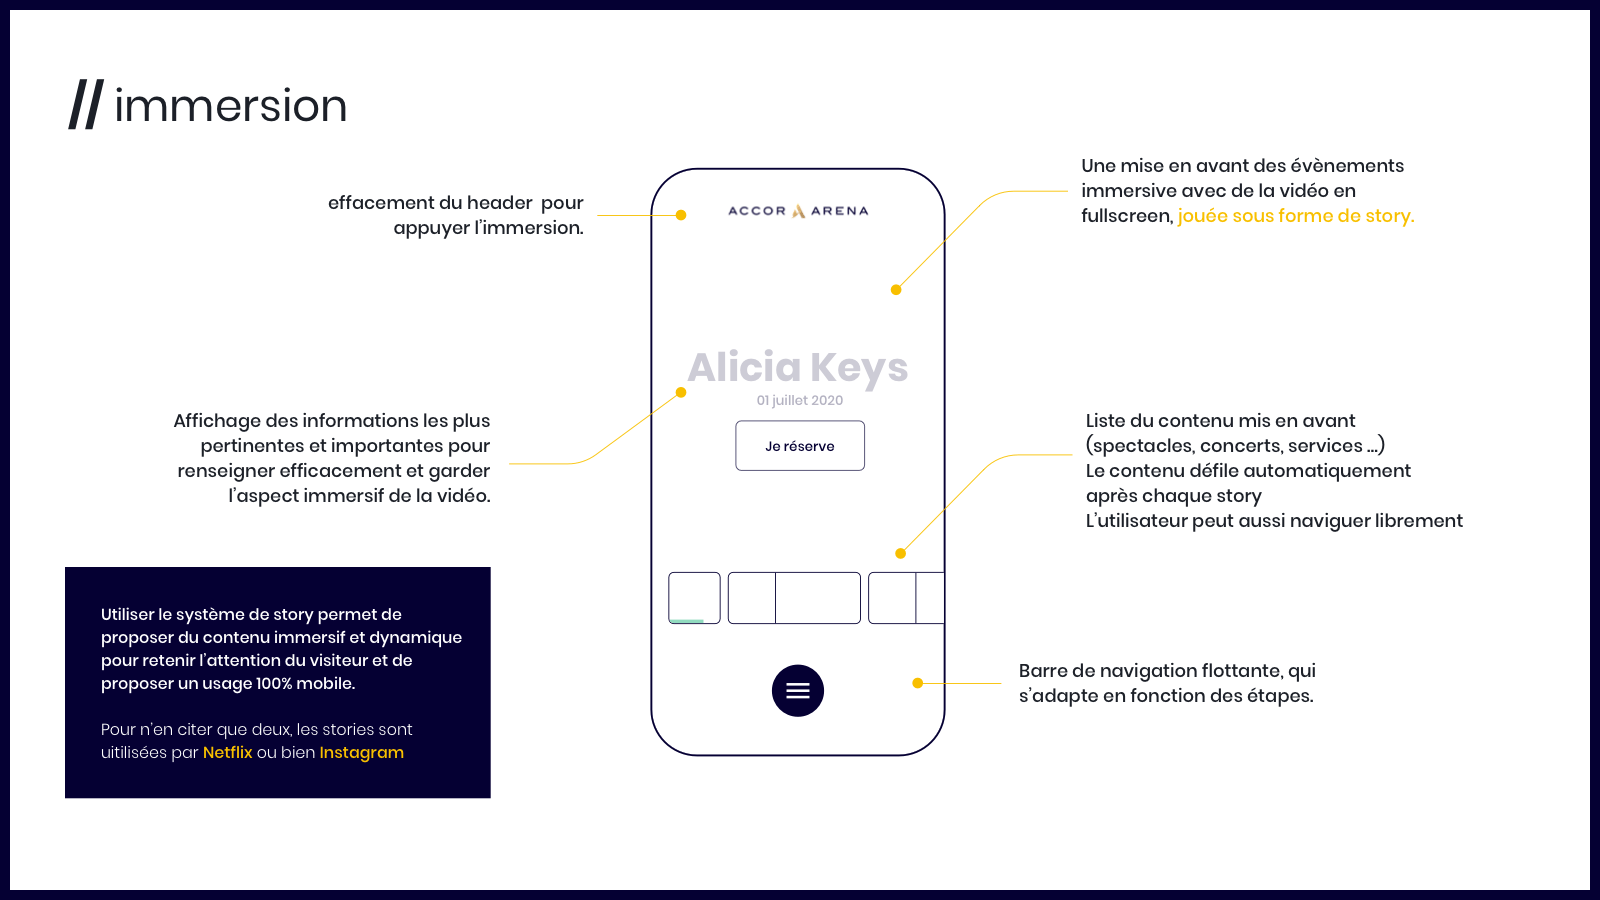 // immersion
effacement du header  pour
appuyer l’immersion.
Une mise en avant des évènements
immersive avec de la vidéo en
fullscreen, jouée sous forme de story.
ACCOR ARENA
Alicia Keys
01 juillet 2020
Je réserve
Affichage des informations les plus
pertinentes et importantes pour
renseigner efficacement et garder
l’aspect immersif de la vidéo.
Liste du contenu mis en avant
(spectacles, concerts, services ...)
Le contenu défile automatiquement
après chaque story
L’utilisateur peut aussi naviguer librement
Utiliser le système de story permet de
proposer du contenu immersif et dynamique
pour retenir l’attention du visiteur et de
proposer un usage 100% mobile.
Pour n’en citer que deux, les stories sont
uitilisées par Netflix ou bien Instagram
Barre de navigation flottante, qui
s’adapte en fonction des étapes.